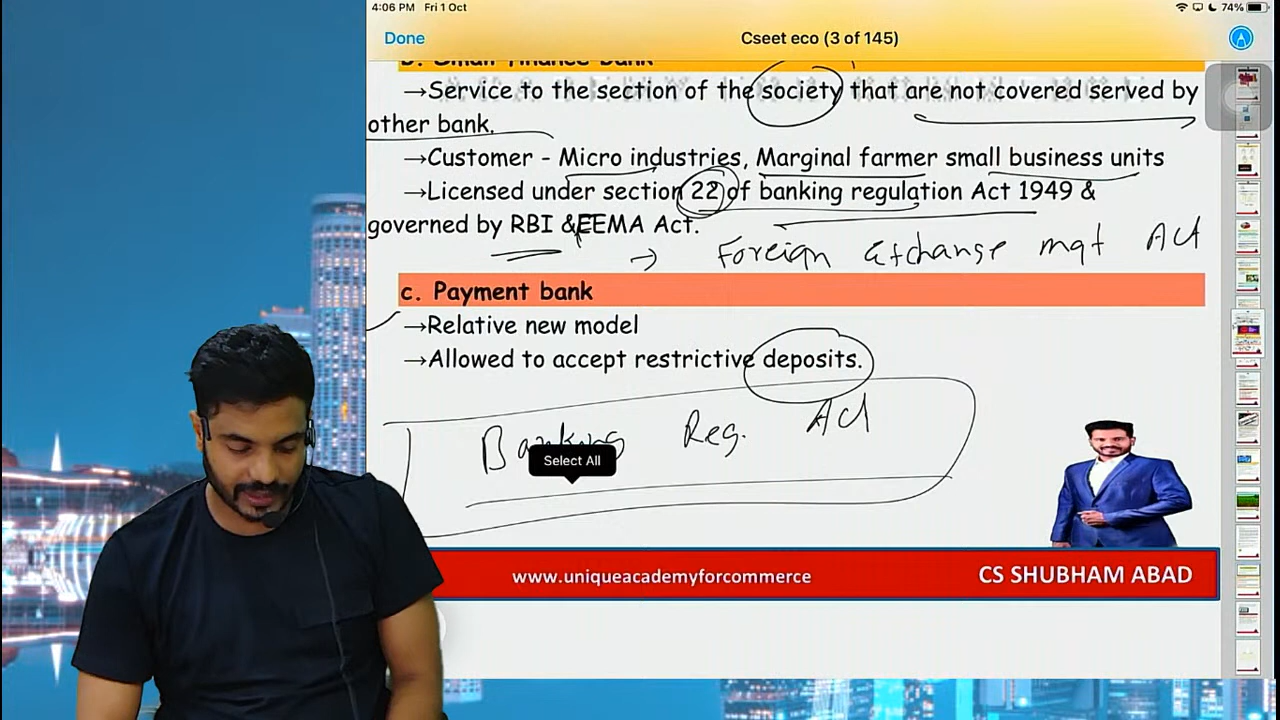 4:06 PM Fri 1 Oct 74%
Done Cseet eco (3 of 145)
b. Small finance bank
→Service to the section of the society that are not covered served by
other bank.
→Customer - Micro industries, Marginal farmer small business units
→Licensed under section 22 of banking regulation Act 1949 &
governed by RBI &FEMA Act.
→ Foreign Exchange mgt Act
c. Payment bank
→Relative new model
→Allowed to accept restrictive deposits.
Banking Reg. Act
Select All
www.uniqueacademyforcommerce CS SHUBHAM ABAD